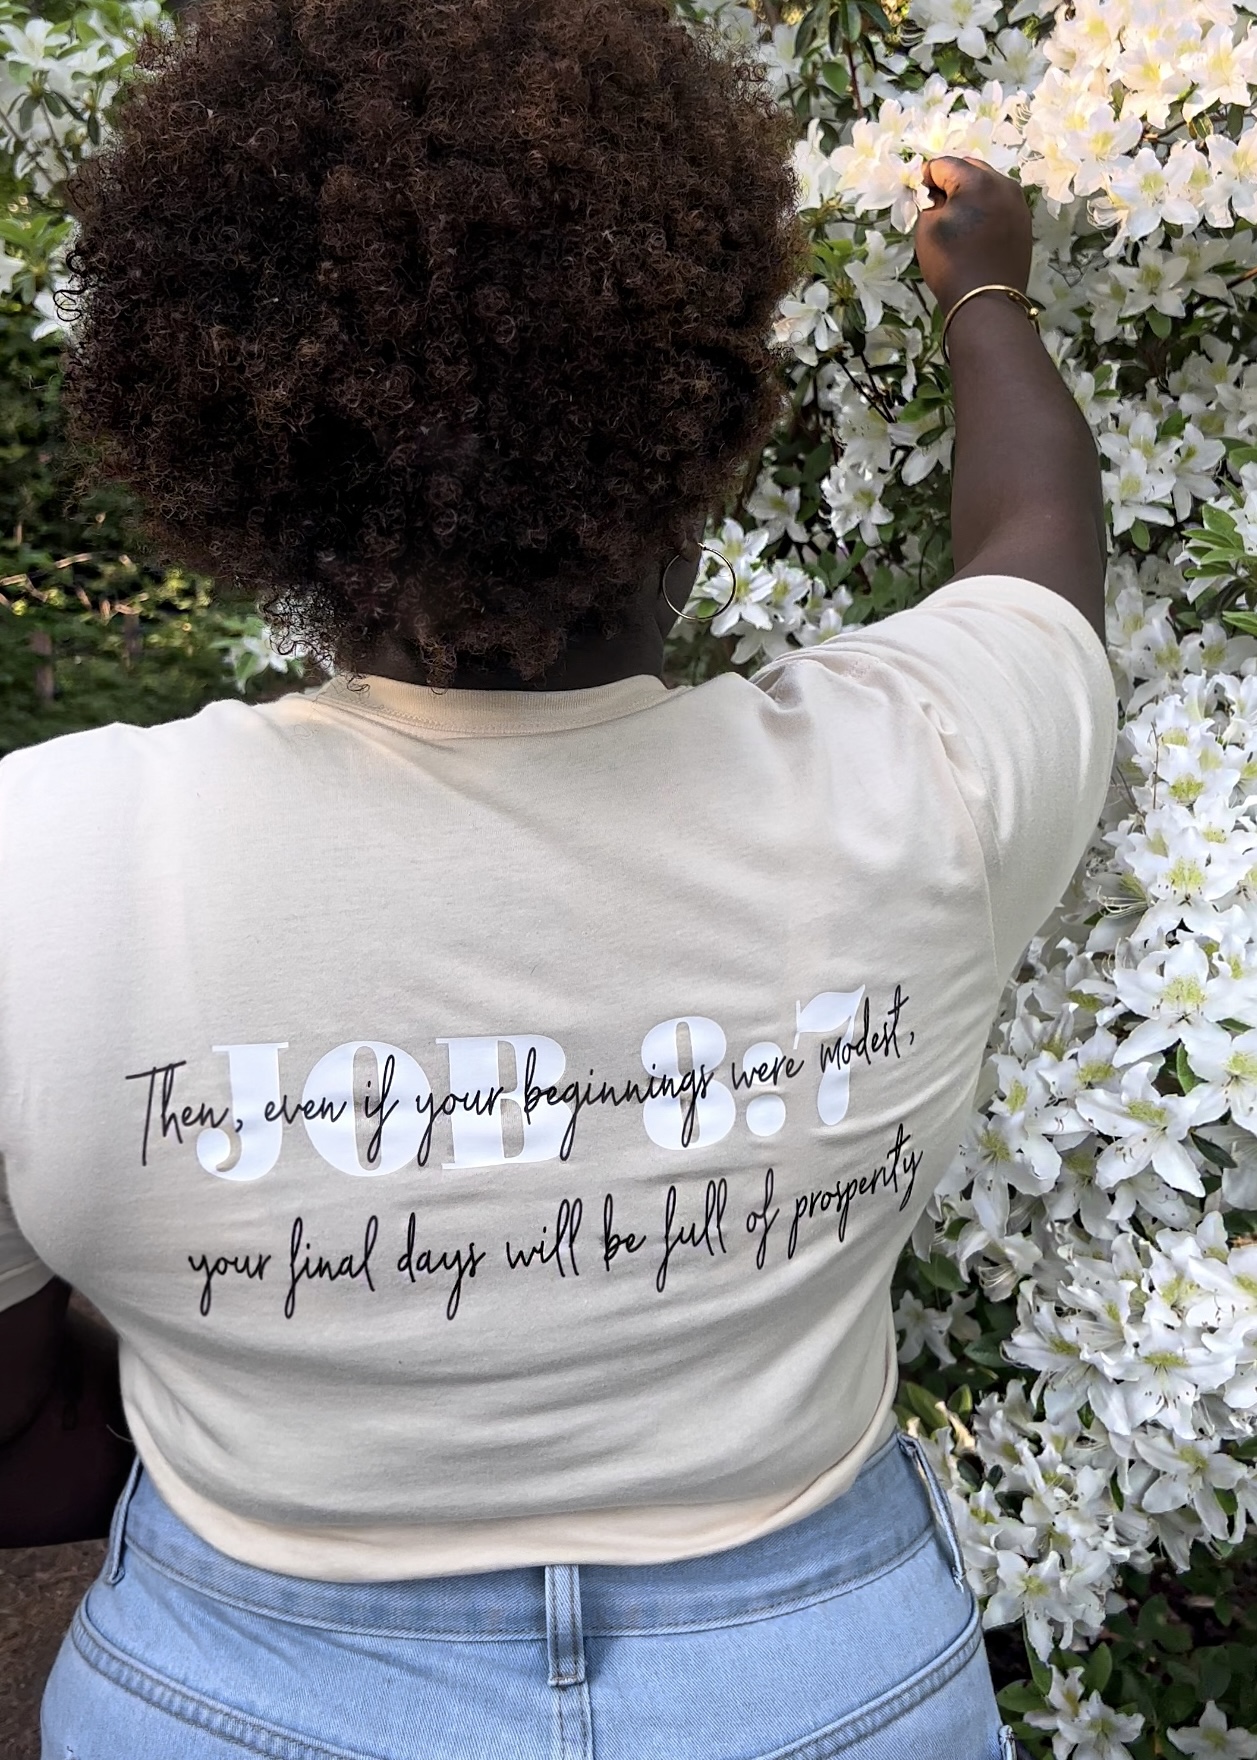 JOB 8:7
Then, even if your beginnings were modest,
your final days will be full of prosperity